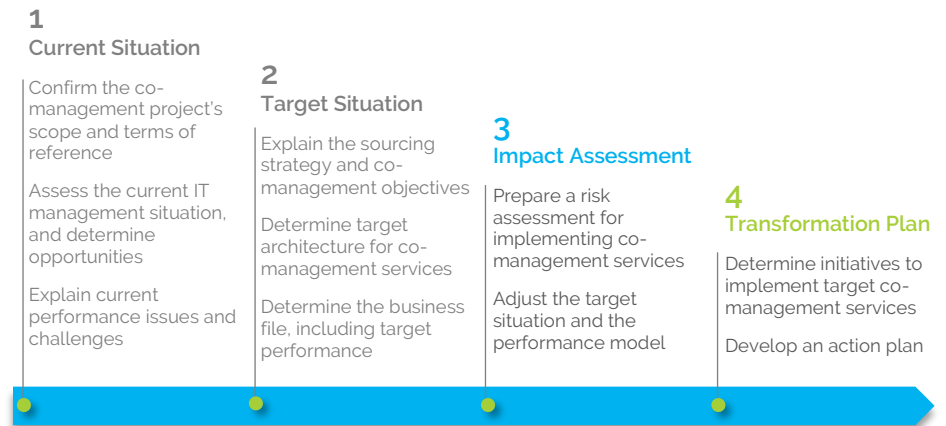 1
Current Situation
Confirm the co-
management project's
scope and terms of
reference
Assess the current IT
management situation,
and determine
opportunities
Explain current
performance issues and
challenges
2
Target Situation
Explain the sourcing
strategy and co-
management objectives
Determine target
architecture for co-
management services
Determine the business
file, including target
performance
3
Impact Assessment
Prepare a risk
assessment for
implementing co-
management services
Adjust the target
situation and the
performance model
4
Transformation Plan
Determine initiatives to
implement target co-
management services
Develop an action plan